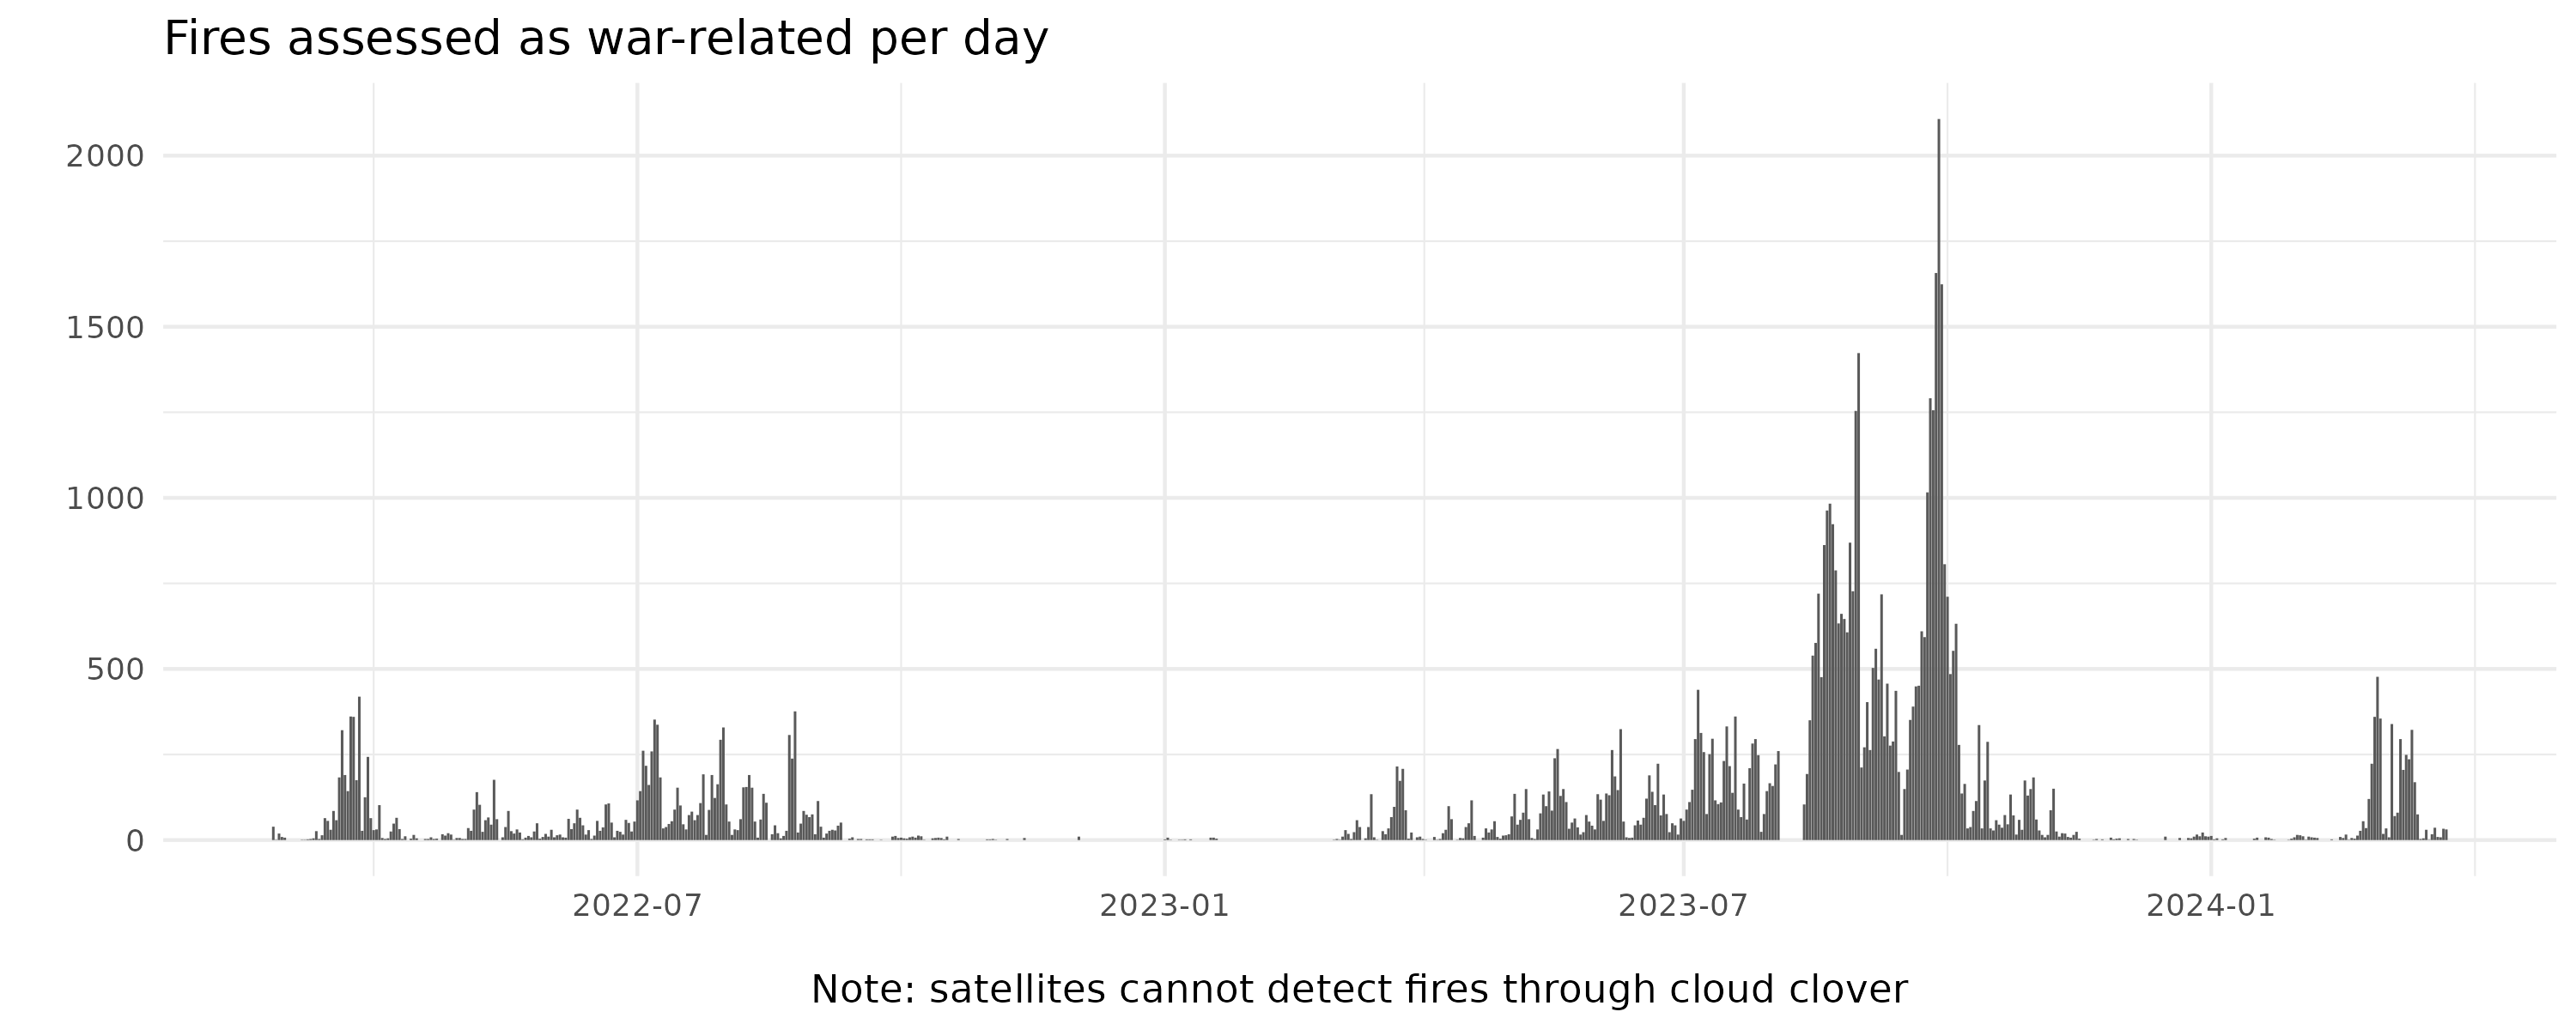 Fires assessed as war-related per day
2000
1500
1000
500
0
2022-07 2023-01 2023-07 2024-01
Note: satellites cannot detect fires through cloud clover